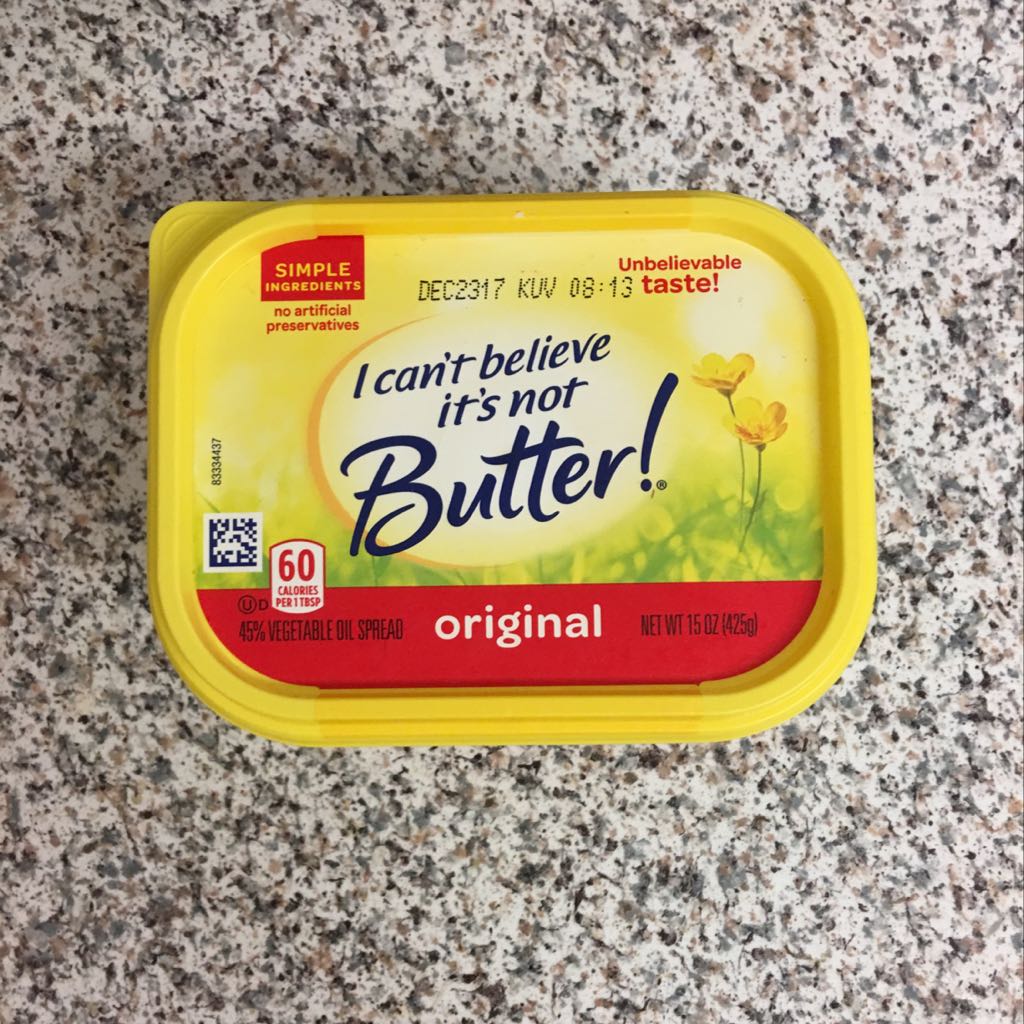 SIMPLE
INGREDIENTS
no artificial
preservatives
DEC2317 KUV 08:13
Unbelievable
taste!
I can't believe
it's not
Butter!®
83334437
60
CALORIES
PER 1 TBSP
U D
45% VEGETABLE OIL SPREAD
original
NET WT 15 OZ (425g)